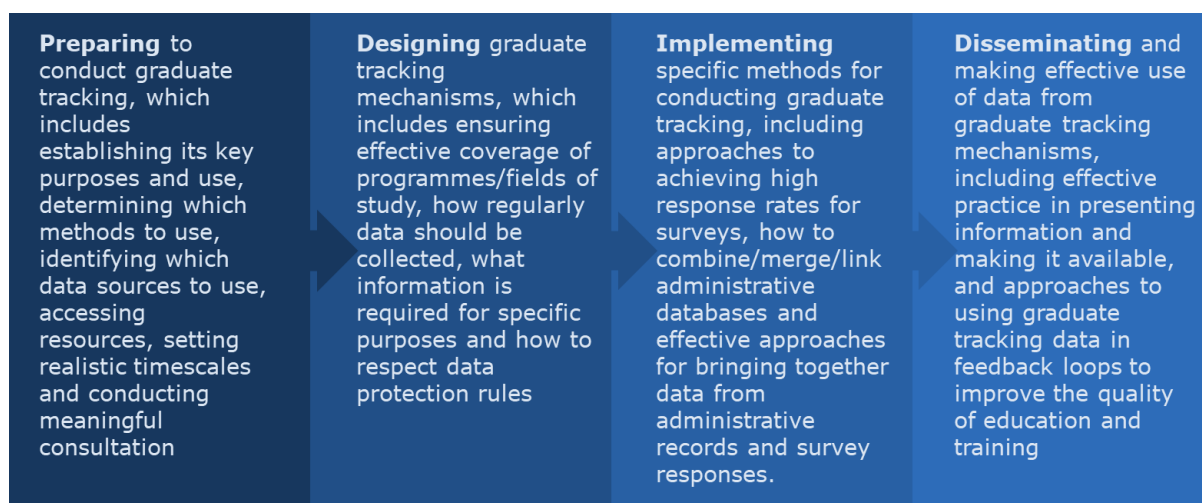 Preparing to
conduct graduate
tracking, which
includes
establishing its key
purposes and use,
determining which
methods to use,
identifying which
data sources to use,
accessing
resources, setting
realistic timescales
and conducting
meaningful
consultation
Designing graduate
tracking
mechanisms, which
includes ensuring
effective coverage of
programmes/fields of
study, how regularly
data should be
collected, what
information is
required for specific
purposes and how to
respect data
protection rules
Implementing
specific methods for
conducting graduate
tracking, including
approaches to
achieving high
response rates for
surveys, how to
combine/merge/link
administrative
databases and
effective approaches
for bringing together
data from
administrative
records and survey
responses.
Disseminating and
making effective use
of data from
graduate tracking
mechanisms,
including effective
practice in presenting
information and
making it available,
and approaches to
using graduate
tracking data in
feedback loops to
improve the quality
of education and
training